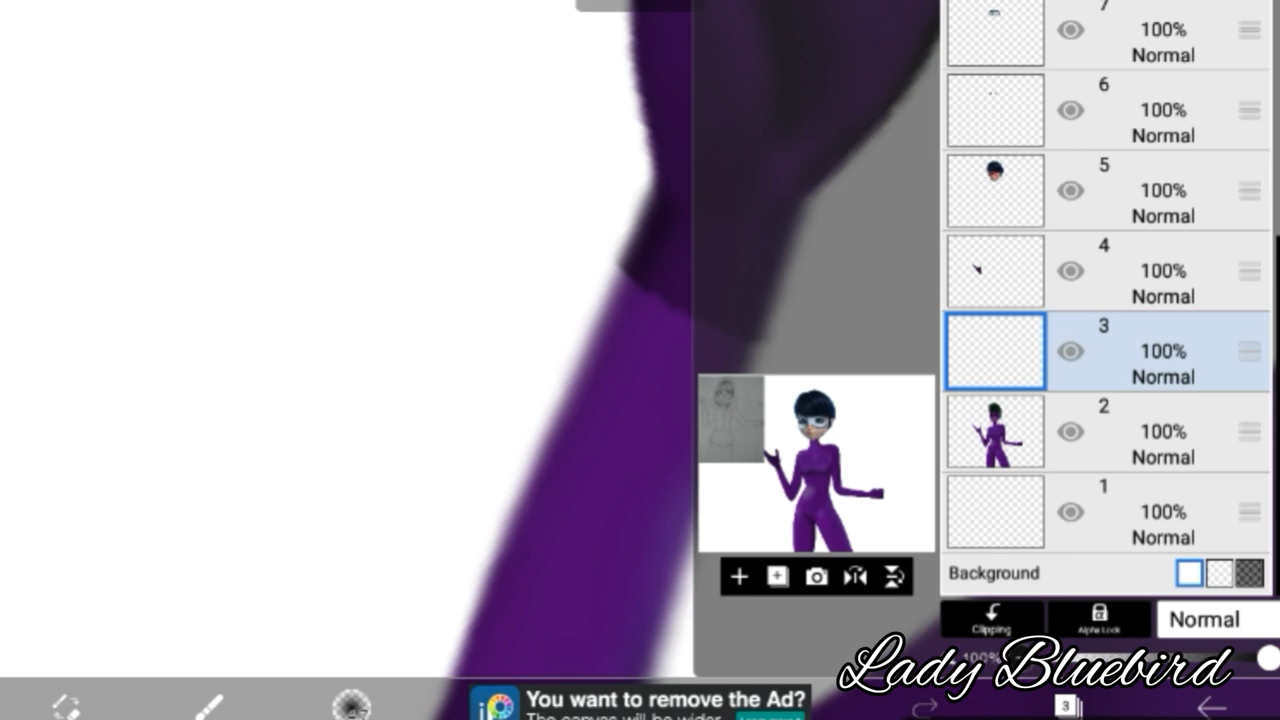 7
100%
Normal
6
100%
Normal
5
100%
Normal
4
100%
Normal
3
100%
Normal
2
100%
Normal
1
100%
Normal
Background
Clipping
Alpha Lock
Normal
100%
Lady Bluebird
You want to remove the Ad?
The canvas will be wider
3